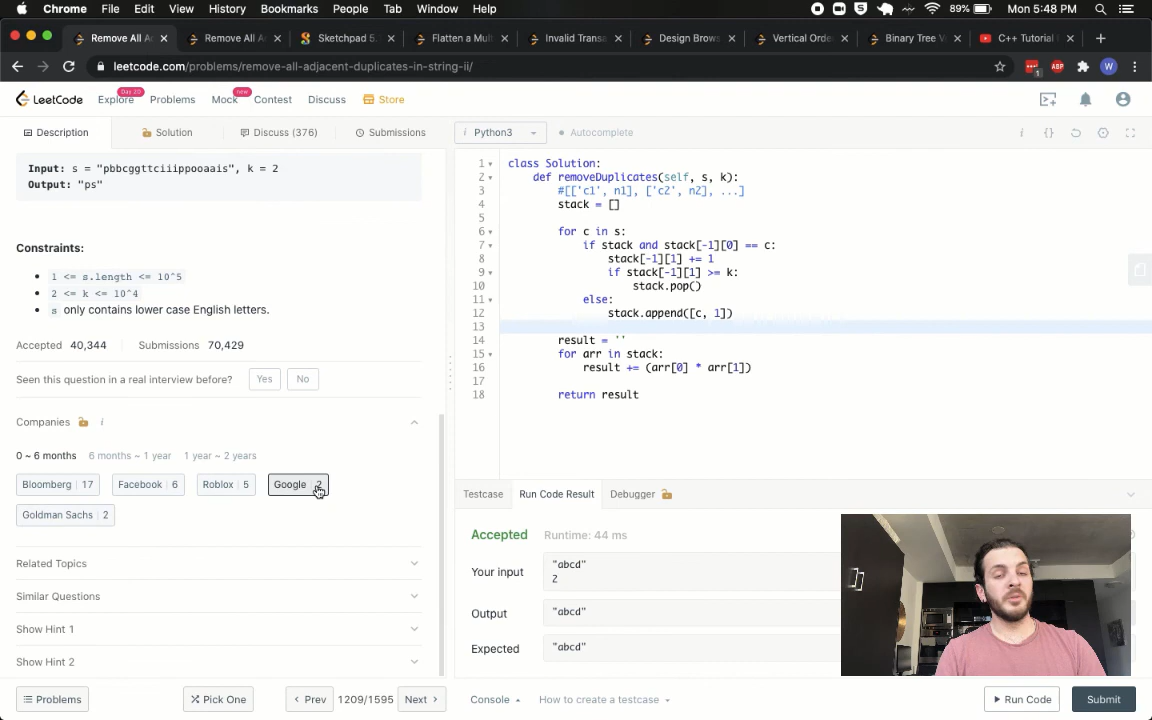 Chrome File Edit View History Bookmarks People Tab Window Help 89% Mon 5:48 PM
Remove All A Remove All A Sketchpad 5. Flatten a Mul Invalid Transa Design Brows Vertical Orde Binary Tree V C++ Tutorial
leetcode.com/problems/remove-all-adjacent-duplicates-in-string-ii/ 1 ABP W
LeetCode Explore Day 20 Problems Mock new Contest Discuss Store
Description Solution Discuss (376) Submissions i Python3 Autocomplete i {}
Input: s = "pbbcggttciiippooaais", k = 2
Output: "ps"
Constraints:
1 <= s.length <= 10^5
2 <= k <= 10^4
s only contains lower case English letters.
Accepted 40,344 Submissions 70,429
Seen this question in a real interview before? Yes No
Companies i
0 ~ 6 months 6 months ~ 1 year 1 year ~ 2 years
Bloomberg 17 Facebook 6 Roblox 5 Google 2
Goldman Sachs 2
Related Topics
Similar Questions
Show Hint 1
Show Hint 2
Problems Pick One Prev 1209/1595 Next
1 class Solution:
2 def removeDuplicates(self, s, k):
3 #[['c1', n1], ['c2', n2], ...]
4 stack = []
5
6 for c in s:
7 if stack and stack[-1][0] == c:
8 stack[-1][1] += 1
9 if stack[-1][1] >= k:
10 stack.pop()
11 else:
12 stack.append([c, 1])
13
14 result = ''
15 for arr in stack:
16 result += (arr[0] * arr[1])
17
18 return result
Testcase Run Code Result Debugger
Accepted Runtime: 44 ms
Your input "abcd"
2
Output "abcd"
Expected "abcd"
Console How to create a testcase Run Code Submit